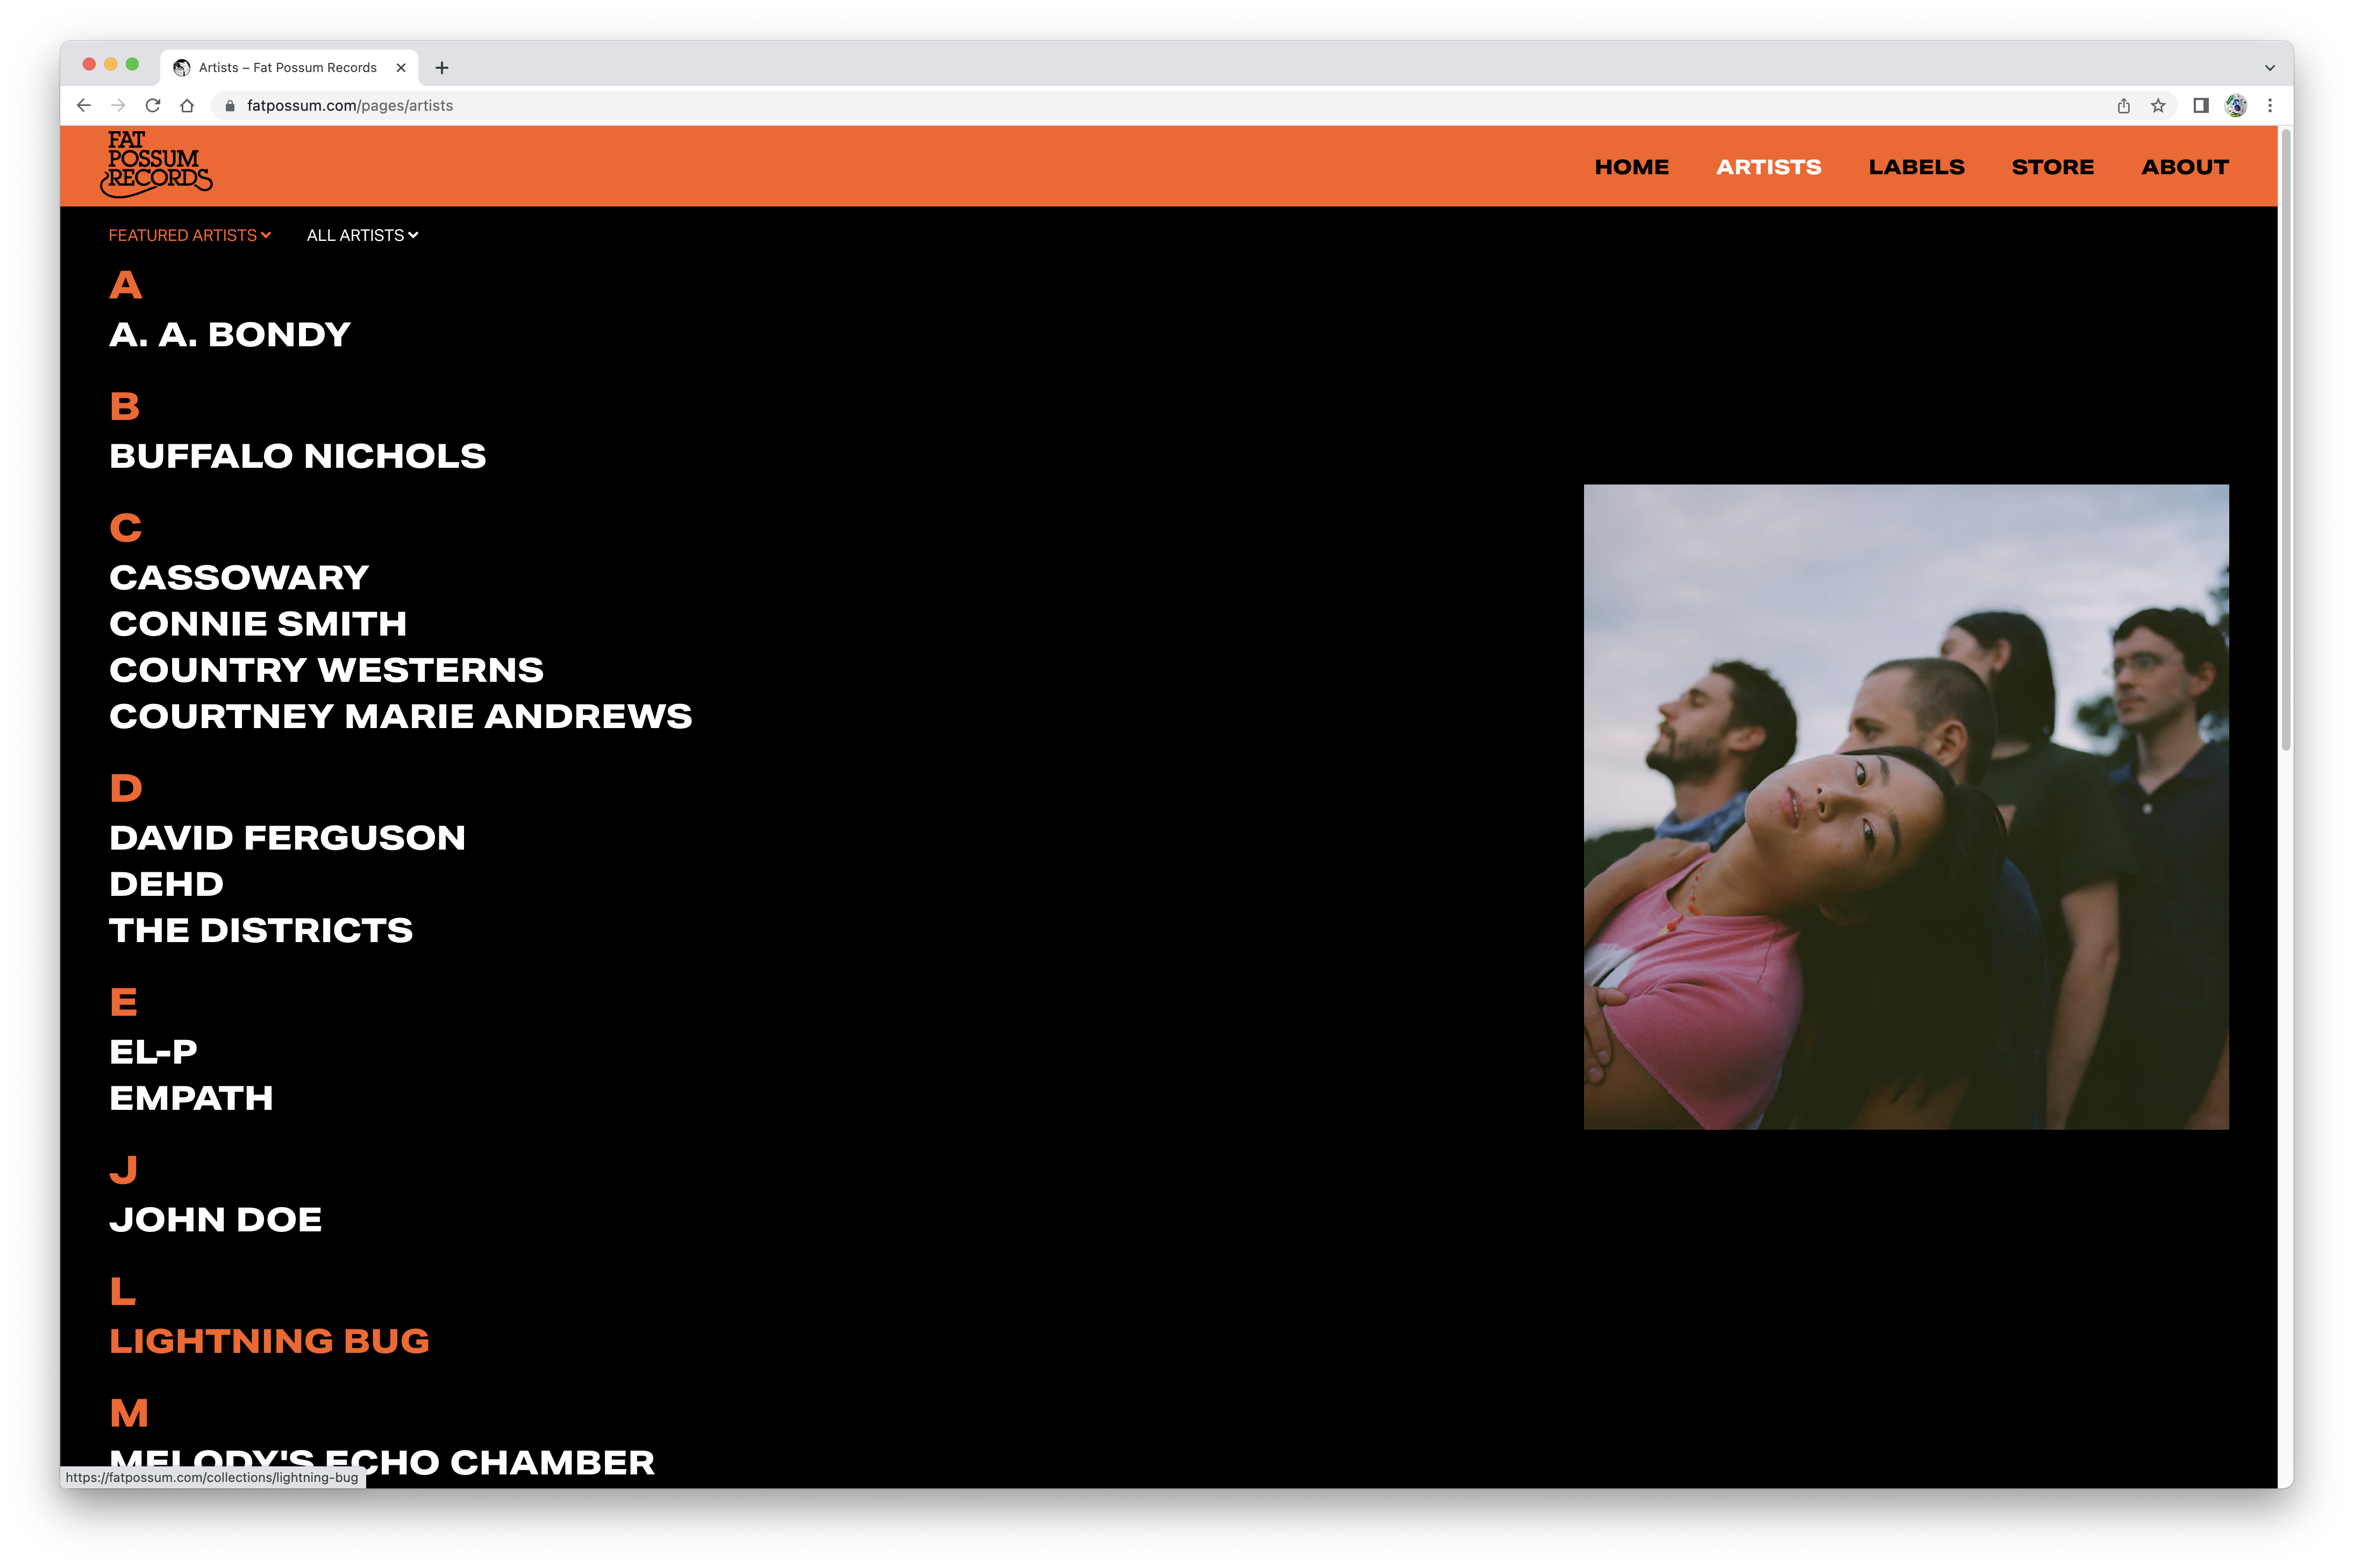 Artists – Fat Possum Records
fatpossum.com/pages/artists
FAT
POSSUM
RECORDS
HOME ARTISTS LABELS STORE ABOUT
FEATURED ARTISTS ALL ARTISTS
A
A. A. BONDY
B
BUFFALO NICHOLS
C
CASSOWARY
CONNIE SMITH
COUNTRY WESTERNS
COURTNEY MARIE ANDREWS
D
DAVID FERGUSON
DEHD
THE DISTRICTS
E
EL-P
EMPATH
J
JOHN DOE
L
LIGHTNING BUG
M
MELODY'S ECHO CHAMBER
https://fatpossum.com/collections/lightning-bug